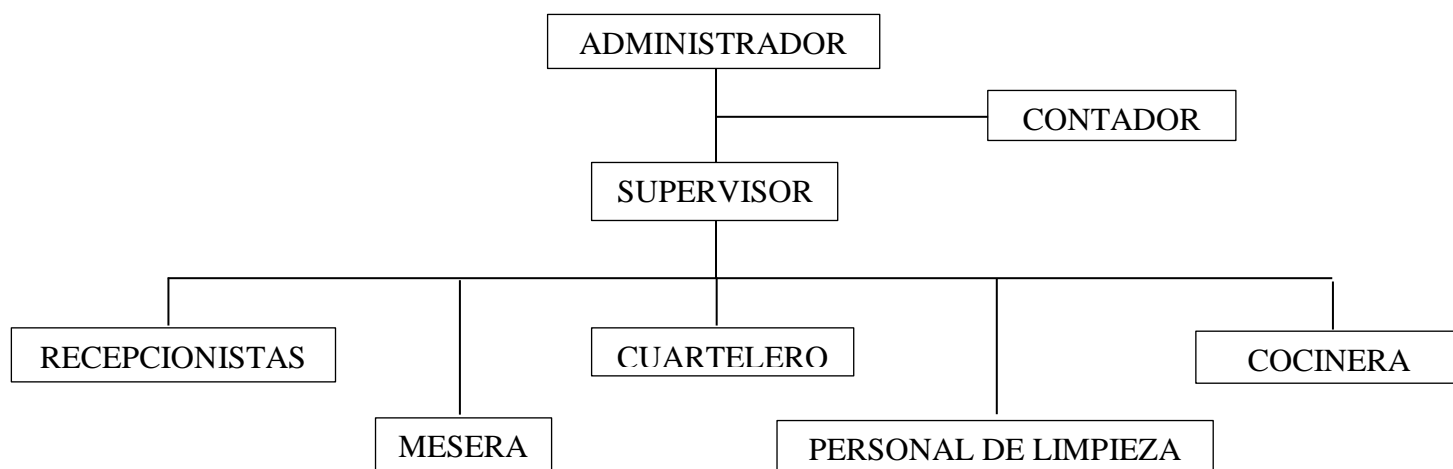 ADMINISTRADOR
CONTADOR
SUPERVISOR
RECEPCIONISTAS
CUARTELERO
COCINERA
MESERA
PERSONAL DE LIMPIEZA